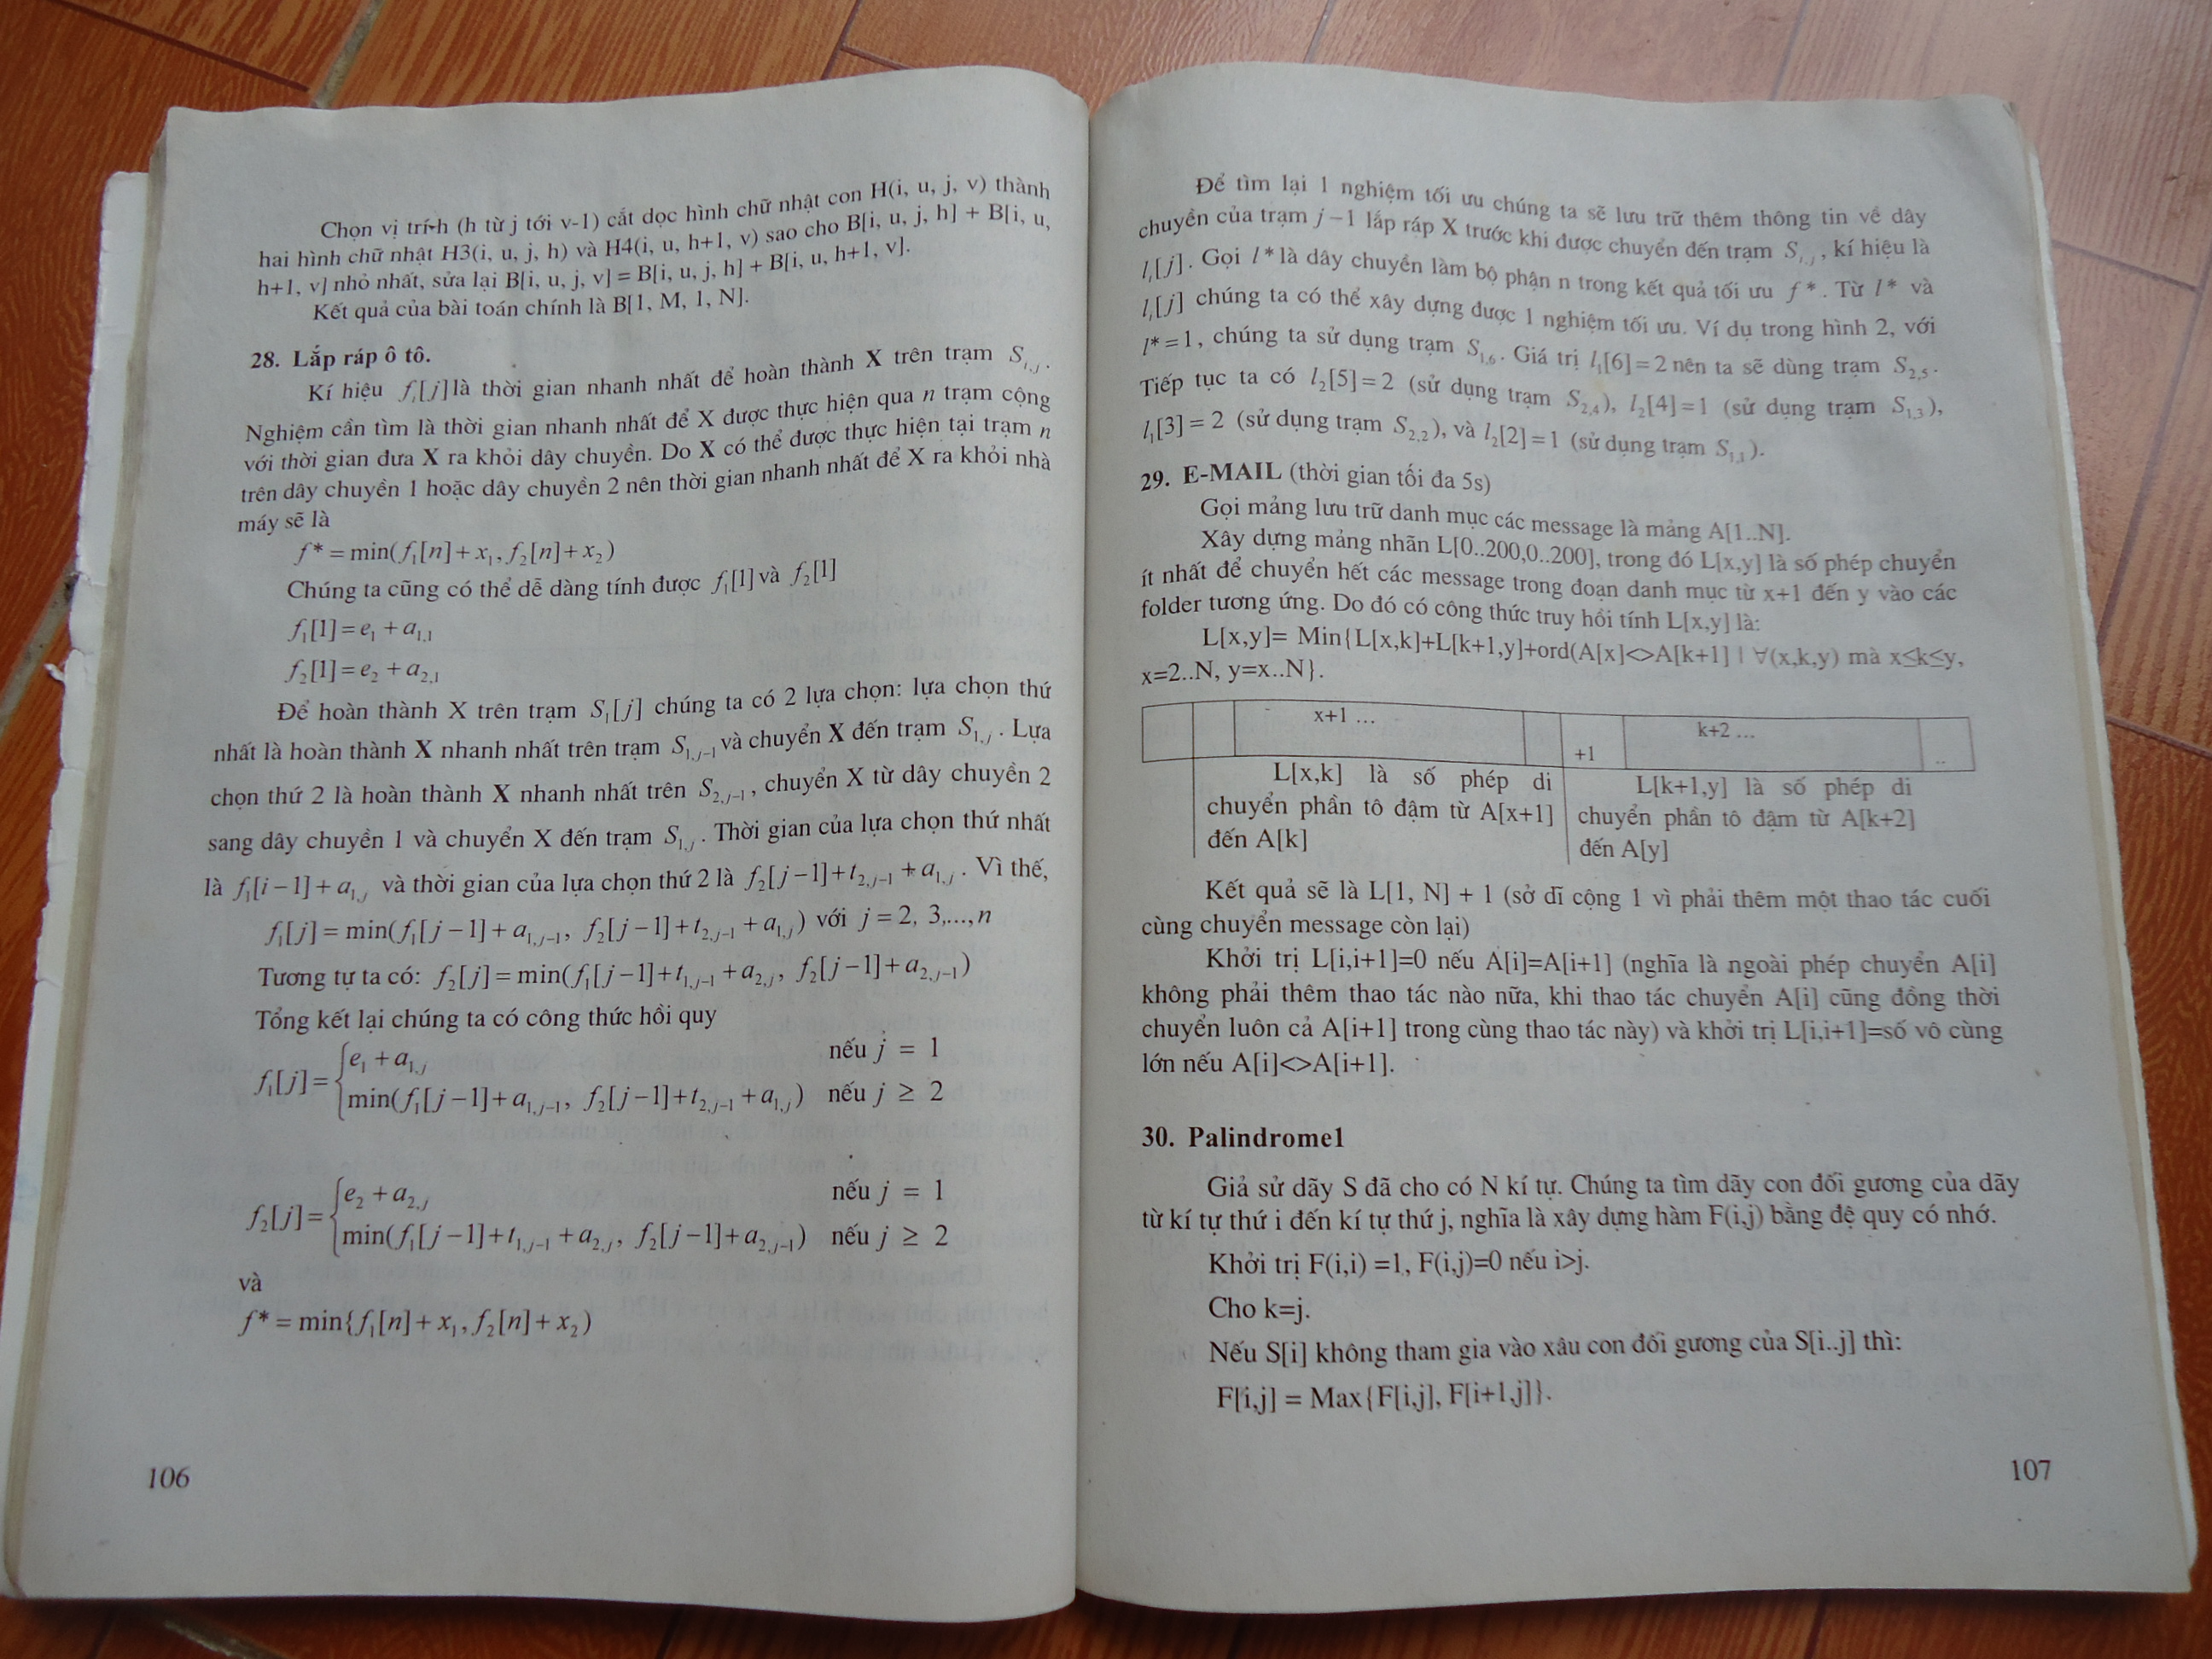 Chọn vị trí h (h từ j tới v-1) cắt dọc hình chữ nhật con H(i, u, j, v) thành
hai hình chữ nhật H3(i, u, j, h) và H4(i, u, h+1, v) sao cho B[i, u, j, h] + B[i, u,
h+1, v] nhỏ nhất, sửa lại B[i, u, j, v] = B[i, u, j, h] + B[i, u, h+1, v].
Kết quả của bài toán chính là B[1, M, 1, N].
28. Lắp ráp ô tô.
Kí hiệu f_i[j] là thời gian nhanh nhất để hoàn thành X trên trạm S_{i,j}.
Nghiệm cần tìm là thời gian nhanh nhất để X được thực hiện qua n trạm cộng
với thời gian đưa X ra khỏi dây chuyền. Do X có thể được thực hiện tại trạm n
trên dây chuyền 1 hoặc dây chuyền 2 nên thời gian nhanh nhất để X ra khỏi nhà
máy sẽ là
f* = min(f_1[n] + x_1, f_2[n] + x_2)
Chúng ta cũng có thể dễ dàng tính được f_1[1] và f_2[1]
f_1[1] = e_1 + a_{1,1}
f_2[1] = e_2 + a_{2,1}
Để hoàn thành X trên trạm S_1[j] chúng ta có 2 lựa chọn: lựa chọn thứ
nhất là hoàn thành X nhanh nhất trên trạm S_{1,j-1} và chuyển X đến trạm S_{1,j}. Lựa
chọn thứ 2 là hoàn thành X nhanh nhất trên S_{2,j-1}, chuyển X từ dây chuyền 2
sang dây chuyền 1 và chuyển X đến trạm S_{1,j}. Thời gian của lựa chọn thứ nhất
là f_1[i-1] + a_{1,j} và thời gian của lựa chọn thứ 2 là f_2[j-1] + t_{2,j-1} + a_{1,j}. Vì thế,
f_1[j] = min(f_1[j-1] + a_{1,j-1}, f_2[j-1] + t_{2,j-1} + a_{1,j}) với j = 2, 3,..., n
Tương tự ta có: f_2[j] = min(f_1[j-1] + t_{1,j-1} + a_{2,j}, f_2[j-1] + a_{2,j-1})
Tổng kết lại chúng ta có công thức hồi quy
f_1[j] = { e_1 + a_{1,j} nếu j = 1
min(f_1[j-1] + a_{1,j-1}, f_2[j-1] + t_{2,j-1} + a_{1,j}) nếu j ≥ 2
f_2[j] = { e_2 + a_{2,j} nếu j = 1
min(f_1[j-1] + t_{1,j-1} + a_{2,j}, f_2[j-1] + a_{2,j-1}) nếu j ≥ 2
và
f* = min{f_1[n] + x_1, f_2[n] + x_2)
106
Để tìm lại 1 nghiệm tối ưu chúng ta sẽ lưu trữ thêm thông tin về dây
chuyền của trạm j-1 lắp ráp X trước khi được chuyển đến trạm S_{i,j}, kí hiệu là
l_i[j]. Gọi l* là dây chuyền làm bộ phận n trong kết quả tối ưu f*. Từ l* và
l_i[j] chúng ta có thể xây dựng được 1 nghiệm tối ưu. Ví dụ trong hình 2, với
l* = 1, chúng ta sử dụng trạm S_{1,6}. Giá trị l_1[6] = 2 nên ta sẽ dùng trạm S_{2,5}.
Tiếp tục ta có l_2[5] = 2 (sử dụng trạm S_{2,4}), l_2[4] = 1 (sử dụng trạm S_{1,3}),
l_1[3] = 2 (sử dụng trạm S_{2,2}), và l_2[2] = 1 (sử dụng trạm S_{1,1}).
29. E-MAIL (thời gian tối đa 5s)
Gọi mảng lưu trữ danh mục các message là mảng A[1..N].
Xây dựng mảng nhãn L[0..200,0..200], trong đó L[x,y] là số phép chuyển
ít nhất để chuyển hết các message trong đoạn danh mục từ x+1 đến y vào các
folder tương ứng. Do đó có công thức truy hồi tính L[x,y] là:
L[x,y]= Min{L[x,k]+L[k+1,y]+ord(A[x]<>A[k+1] | ∀(x,k,y) mà x≤k≤y,
x=2..N, y=x..N}.
x+1 ...
+1
k+2 ...
..
L[x,k] là số phép di
chuyển phần tô đậm từ A[x+1]
đến A[k]
L[k+1,y] là số phép di
chuyển phần tô đậm từ A[k+2]
đến A[y]
Kết quả sẽ là L[1, N] + 1 (sở dĩ cộng 1 vì phải thêm một thao tác cuối
cùng chuyển message còn lại)
Khởi trị L[i,i+1]=0 nếu A[i]=A[i+1] (nghĩa là ngoài phép chuyển A[i]
không phải thêm thao tác nào nữa, khi thao tác chuyển A[i] cũng đồng thời
chuyển luôn cả A[i+1] trong cùng thao tác này) và khởi trị L[i,i+1]=số vô cùng
lớn nếu A[i]<>A[i+1].
30. Palindrome1
Giả sử dãy S đã cho có N kí tự. Chúng ta tìm dãy con đối gương của dãy
từ kí tự thứ i đến kí tự thứ j, nghĩa là xây dựng hàm F(i,j) bằng đệ quy có nhớ.
Khởi trị F(i,i) =1, F(i,j)=0 nếu i>j.
Cho k=j.
Nếu S[i] không tham gia vào xâu con đối gương của S[i..j] thì:
F[i,j] = Max{F[i,j], F[i+1,j]}.
107